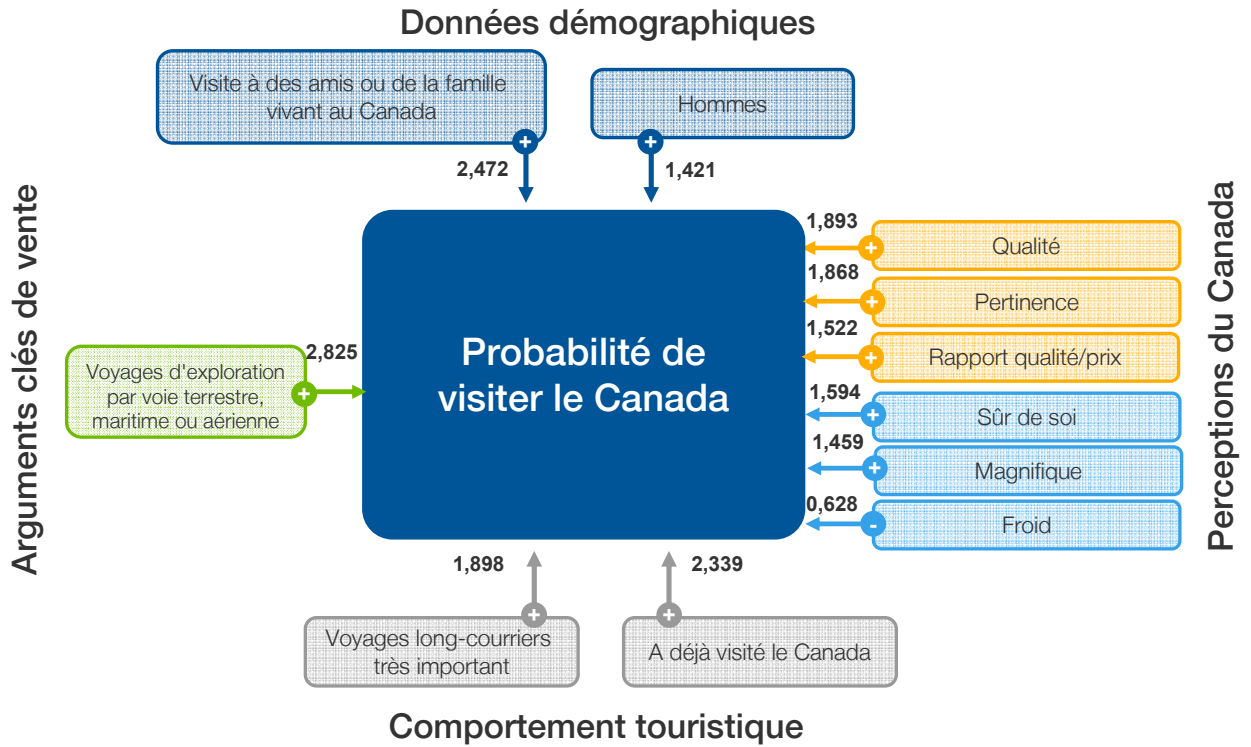 Données démographiques
Visite à des amis ou de la famille
vivant au Canada
+
Hommes
+
2,472
1,421
Arguments clés de vente
Voyages d'exploration
par voie terrestre,
maritime ou aérienne
+
2,825
Probabilité de
visiter le Canada
Perceptions du Canada
1,893
+
Qualité
1,868
+
Pertinence
1,522
+
Rapport qualité/prix
1,594
+
Sûr de soi
1,459
+
Magnifique
0,628
-
Froid
1,898
2,339
+
Voyages long-courriers
très important
+
A déjà visité le Canada
Comportement touristique